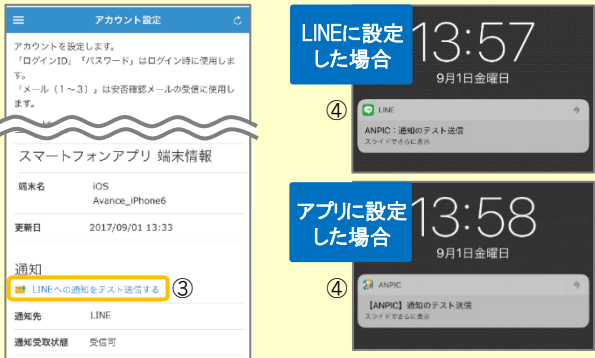 アカウント設定
アカウントを設定します。
「ログインID」「パスワード」はログイン時に使用しま
す。
「メール（1～3）」は安否確認メールの受信に使用し
ます。
スマートフォンアプリ 端末情報
端末名 iOS
Avance_iPhone6
更新日 2017/09/01 13:33
通知
LINEへの通知をテスト送信する ③
通知先 LINE
通知受取状態 受信可
LINEに設定
した場合
13:57
9月1日金曜日
④
LINE 今
ANPIC：通知のテスト送信
スライドでさらに表示
アプリに設定
した場合
13:58
9月1日金曜日
④
ANPIC 今
【ANPIC】通知のテスト送信
スライドでさらに表示